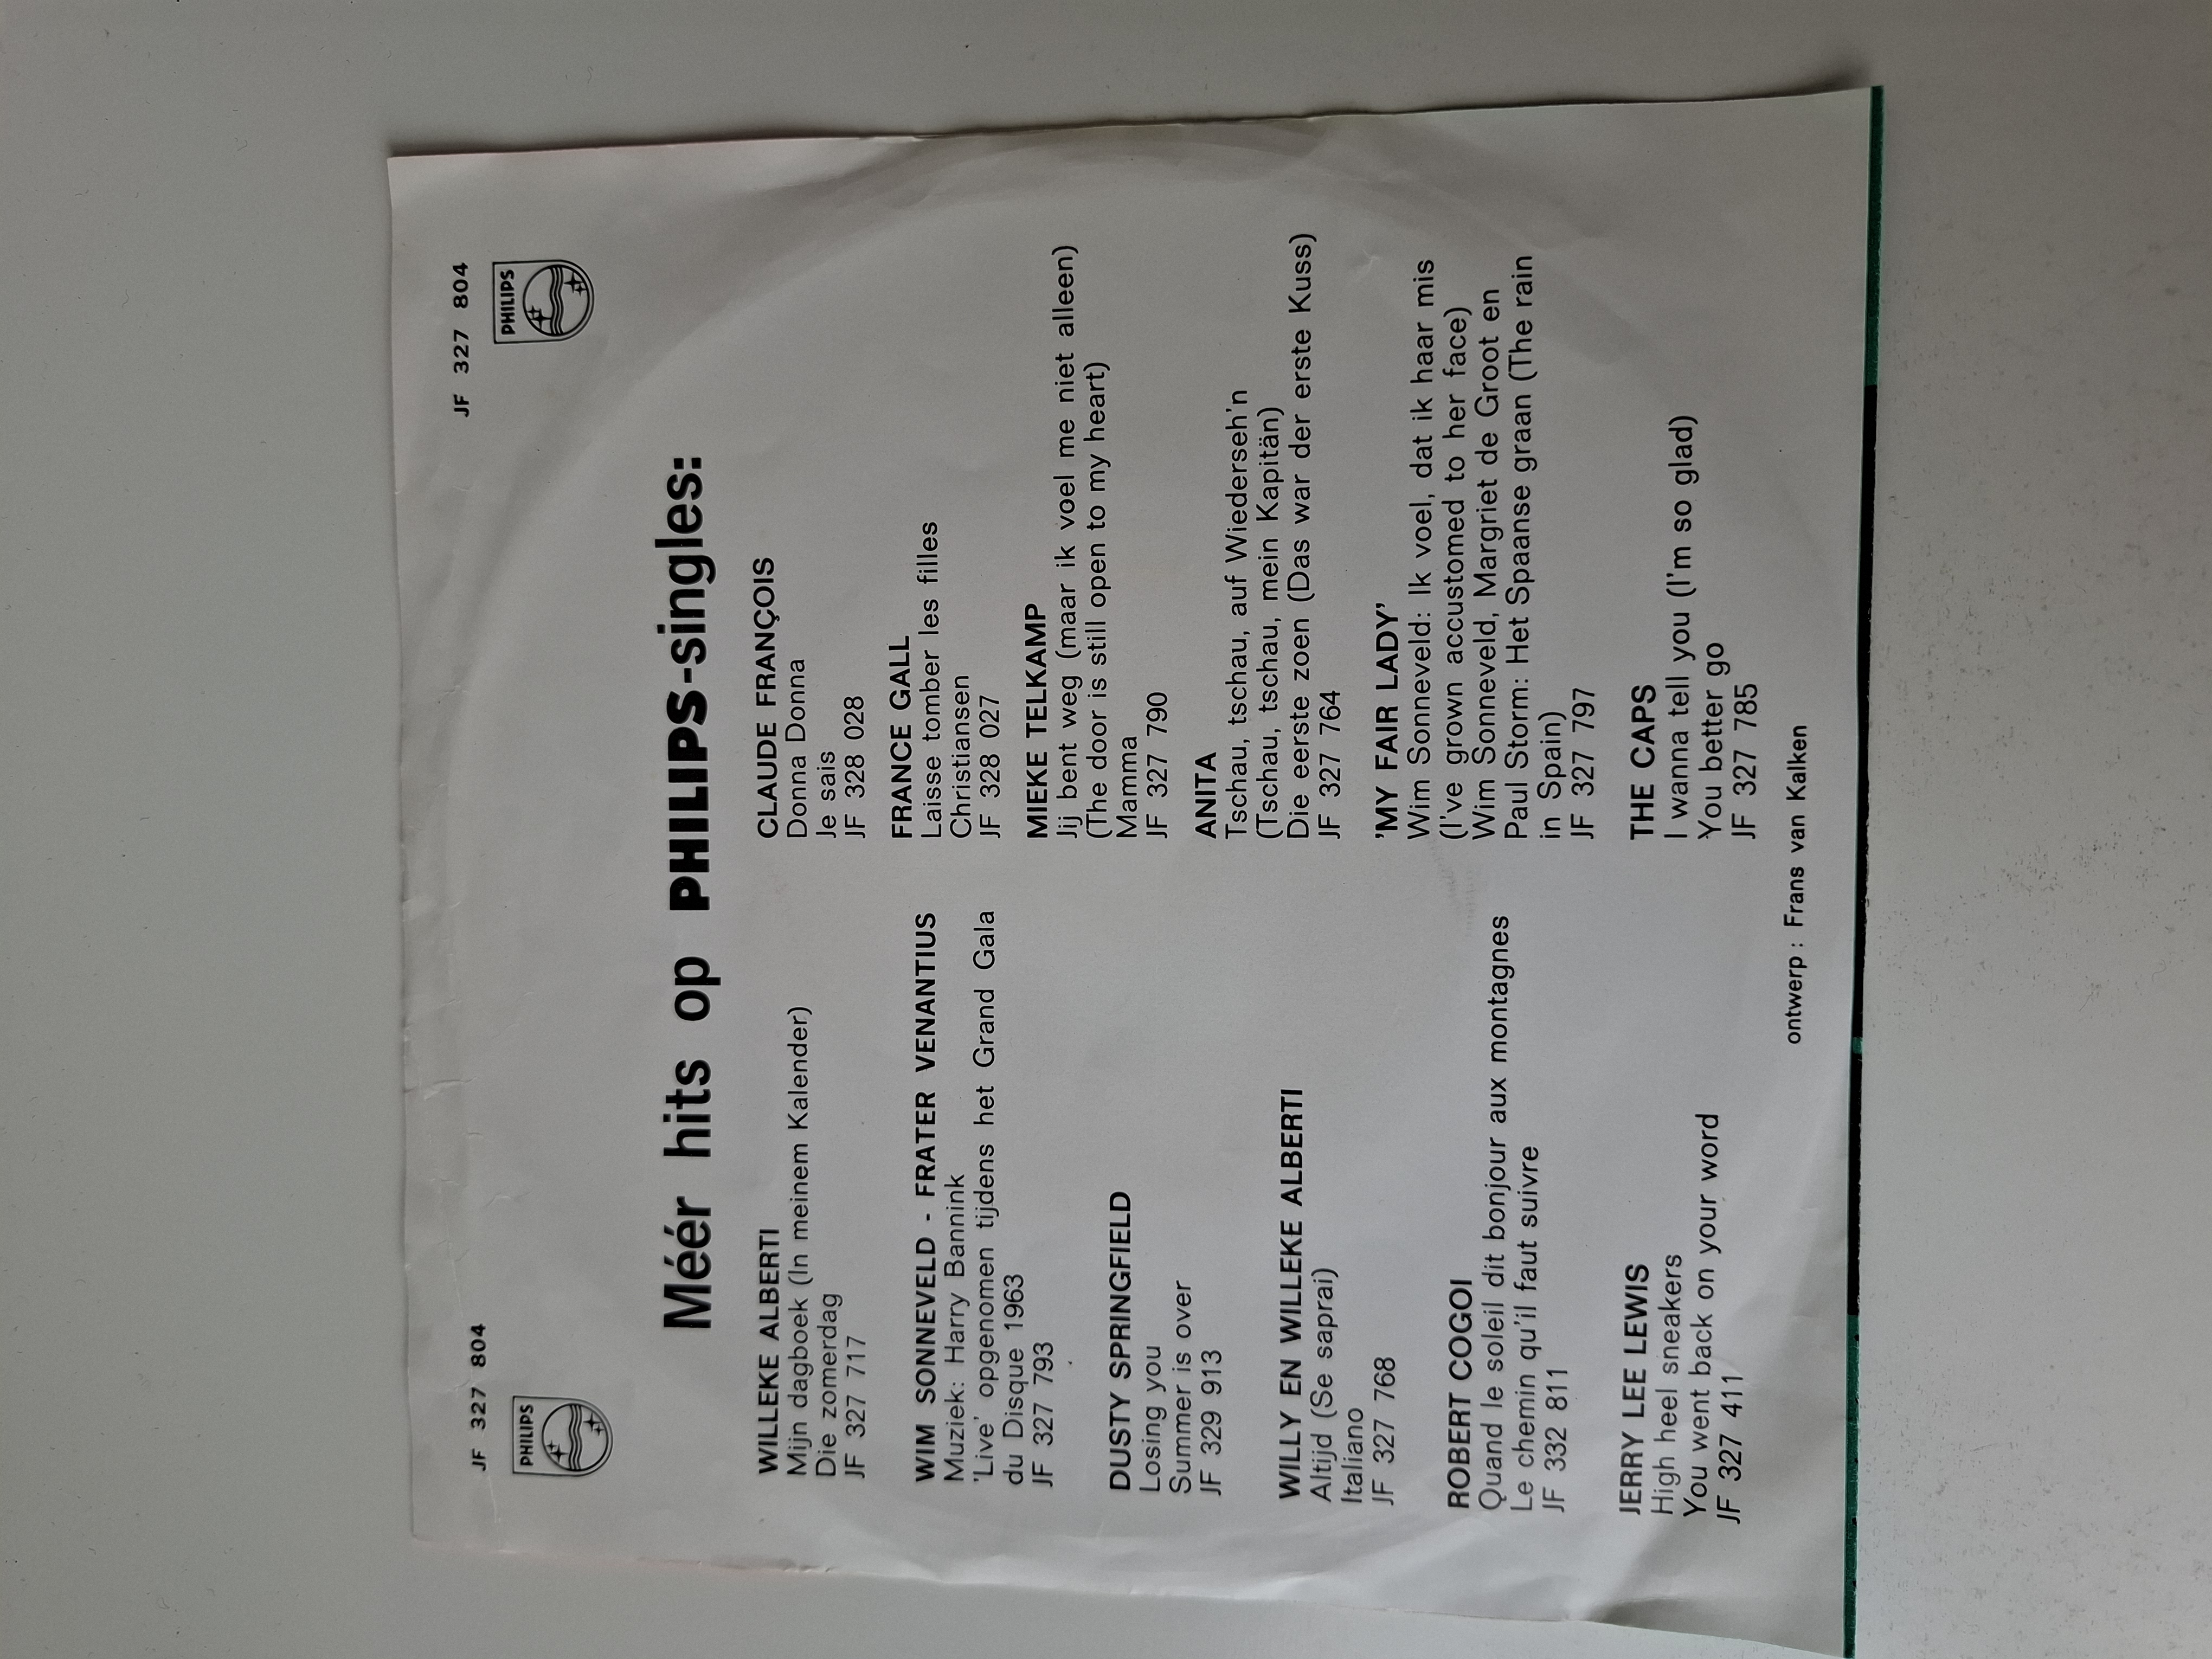 JF 327 804
PHILIPS
JF 327 804
PHILIPS
Méér hits op PHILIPS-singles:
WILLEKE ALBERTI
Mijn dagboek (In meinem Kalender)
Die zomerdag
JF 327 717
WIM SONNEVELD - FRATER VENANTIUS
Muziek: Harry Bannink
'Live' opgenomen tijdens het Grand Gala
du Disque 1963
JF 327 793
DUSTY SPRINGFIELD
Losing you
Summer is over
JF 329 913
WILLY EN WILLEKE ALBERTI
Altijd (Se saprai)
Italiano
JF 327 768
ROBERT COGOI
Quand le soleil dit bonjour aux montagnes
Le chemin qu'il faut suivre
JF 332 811
JERRY LEE LEWIS
High heel sneakers
You went back on your word
JF 327 411
CLAUDE FRANÇOIS
Donna Donna
Je sais
JF 328 028
FRANCE GALL
Laisse tomber les filles
Christiansen
JF 328 027
MIEKE TELKAMP
Jij bent weg (maar ik voel me niet alleen)
(The door is still open to my heart)
Mamma
JF 327 790
ANITA
Tschau, tschau, auf Wiederseh'n
(Tschau, tschau, mein Kapitän)
Die eerste zoen (Das war der erste Kuss)
JF 327 764
'MY FAIR LADY'
Wim Sonneveld: Ik voel, dat ik haar mis
(I've grown accustomed to her face)
Wim Sonneveld, Margriet de Groot en
Paul Storm: Het Spaanse graan (The rain
in Spain)
JF 327 797
THE CAPS
I wanna tell you (I'm so glad)
You better go
JF 327 785
ontwerp : Frans van Kalken